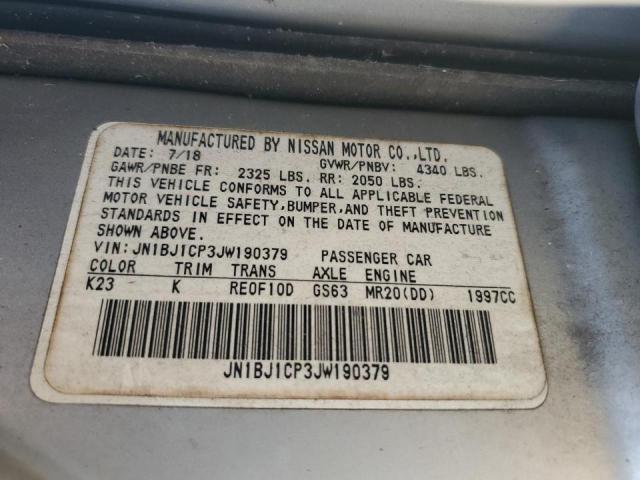 MANUFACTURED BY NISSAN MOTOR CO.,LTD.
DATE: 7/18 GVWR/PNBV: 4340 LBS.
GAWR/PNBE FR: 2325 LBS. RR: 2050 LBS.
THIS VEHICLE CONFORMS TO ALL APPLICABLE FEDERAL
MOTOR VEHICLE SAFETY,BUMPER,AND THEFT PREVENTION
STANDARDS IN EFFECT ON THE DATE OF MANUFACTURE
SHOWN ABOVE.
VIN: JN1BJ1CP3JW190379 PASSENGER CAR
COLOR TRIM TRANS AXLE ENGINE
K23 K RE0F10D GS63 MR20(DD) 1997CC
JN1BJ1CP3JW190379